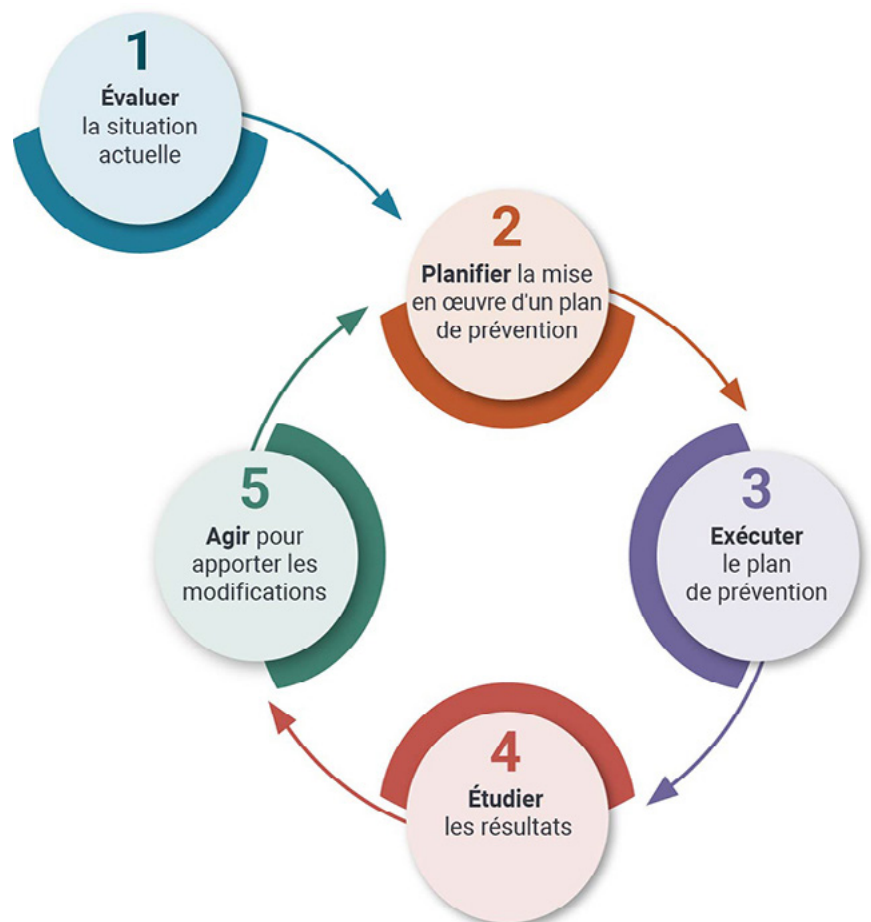 1
Évaluer
la situation
actuelle
2
Planifier la mise
en œuvre d'un plan
de prévention
3
Exécuter
le plan
de prévention
4
Étudier
les résultats
5
Agir pour
apporter les
modifications